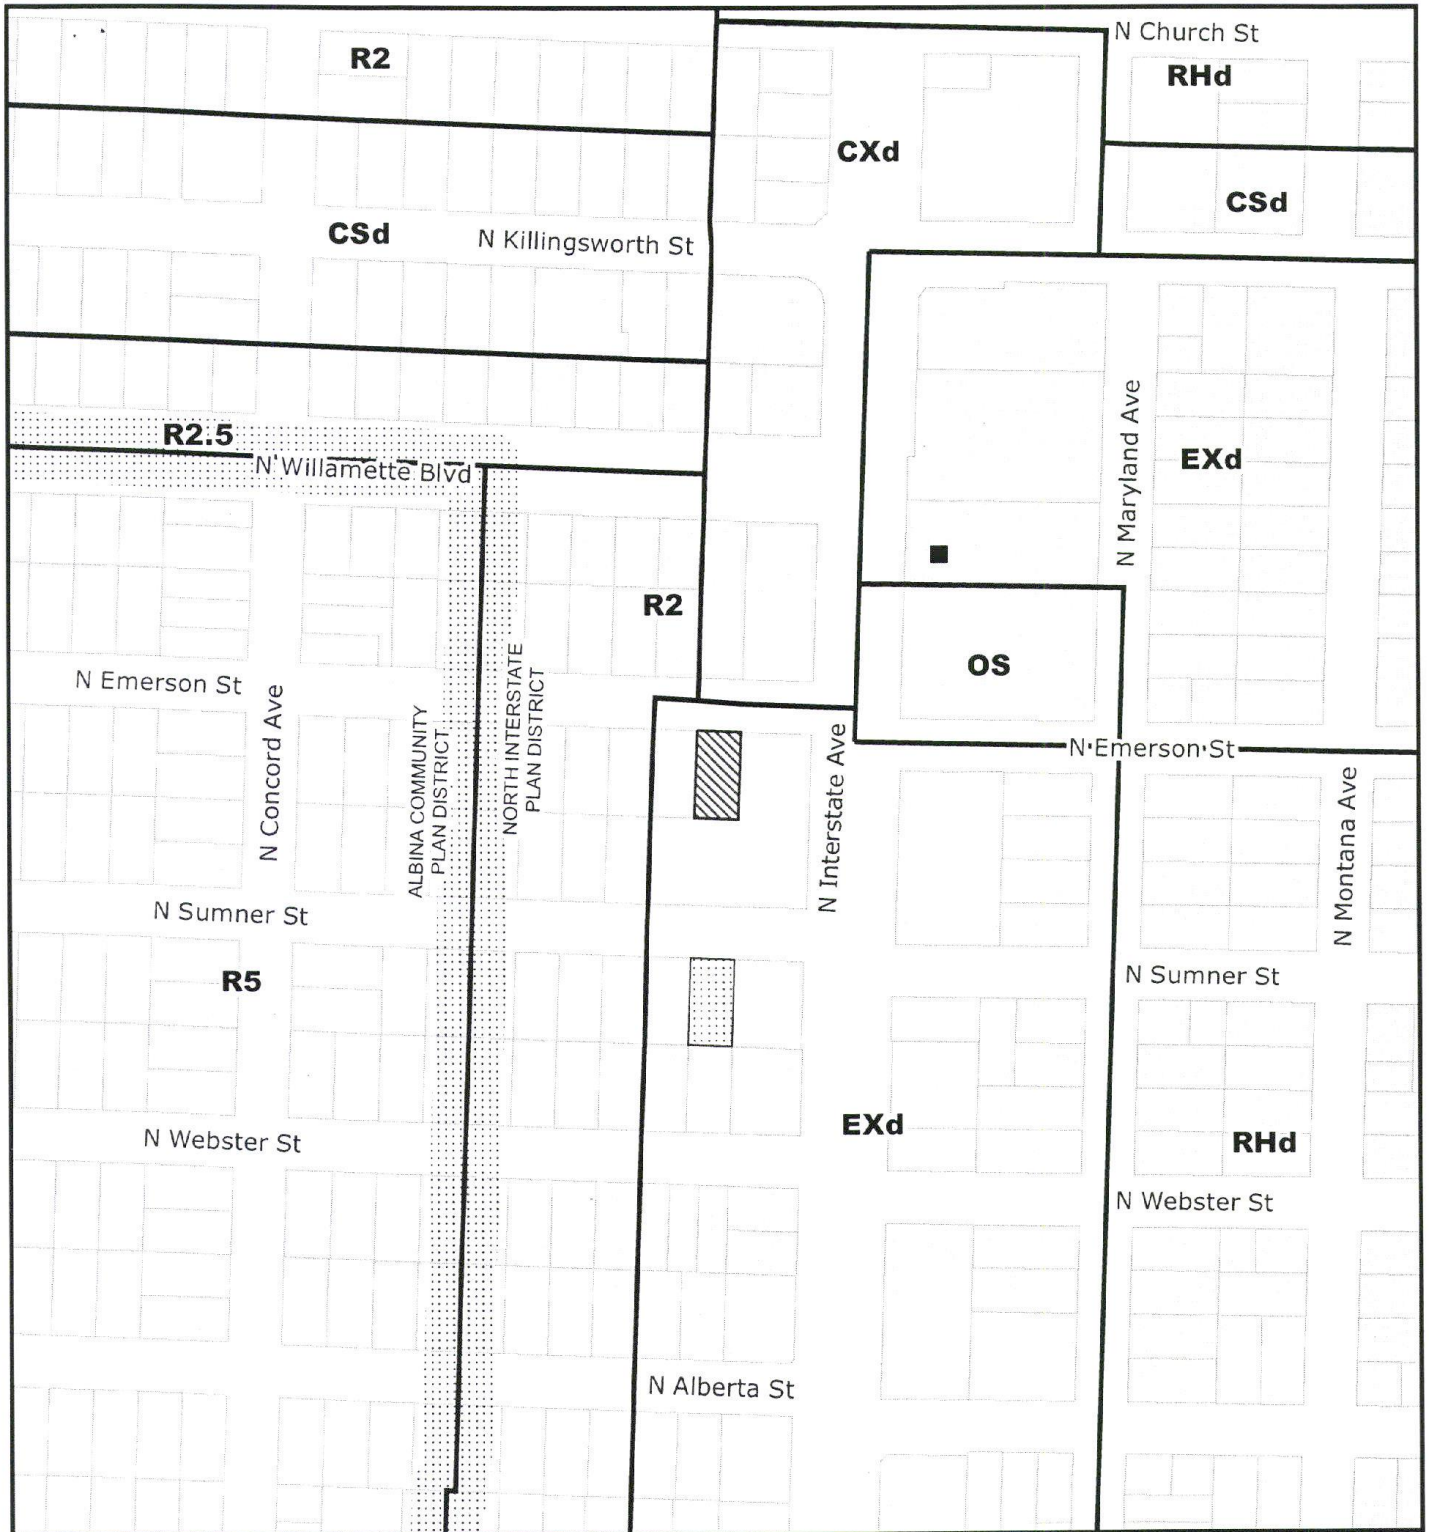 N Church St
R2
RHd
CXd
CSd
CSd
N Killingsworth St
R2.5
N Willamette Blvd
N Maryland Ave
EXd
R2
OS
N Emerson St
N Concord Ave
ALBINA COMMUNITY
PLAN DISTRICT
NORTH INTERSTATE
PLAN DISTRICT
N Interstate Ave
N Emerson St
N Montana Ave
N Sumner St
R5
N Sumner St
EXd
N Webster St
RHd
N Webster St
N Alberta St